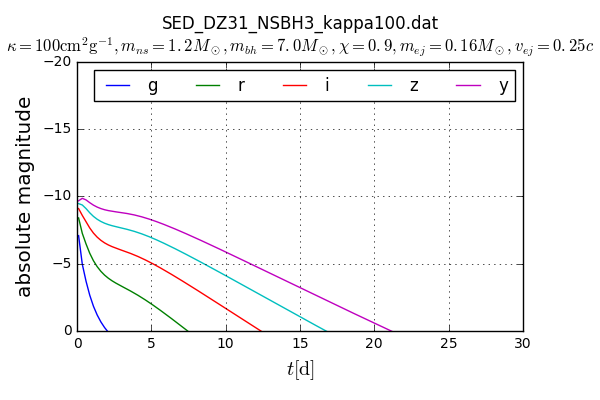 SED_DZ31_NSBH3_kappa100.dat
κ = 100cm²g⁻¹, m_ns = 1.2M_⊙, m_bh = 7.0M_⊙, χ = 0.9, m_ej = 0.16M_⊙, v_ej = 0.25c
g r i z y
−20
−15
−10
−5
0
absolute magnitude
0 5 10 15 20 25 30
t[d]